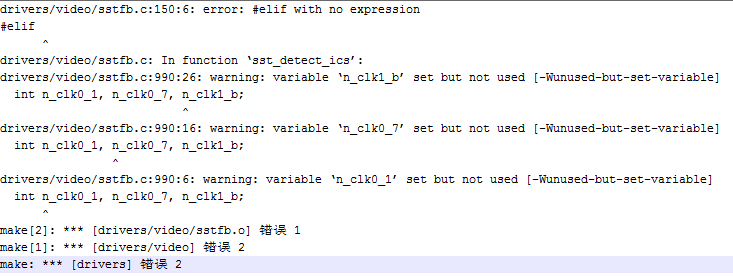 drivers/video/sstfb.c:150:6: error: #elif with no expression
#elif
^
drivers/video/sstfb.c: In function ‘sst_detect_ics’:
drivers/video/sstfb.c:990:26: warning: variable ‘n_clk1_b’ set but not used [-Wunused-but-set-variable]
int n_clk0_1, n_clk0_7, n_clk1_b;
^
drivers/video/sstfb.c:990:16: warning: variable ‘n_clk0_7’ set but not used [-Wunused-but-set-variable]
int n_clk0_1, n_clk0_7, n_clk1_b;
^
drivers/video/sstfb.c:990:6: warning: variable ‘n_clk0_1’ set but not used [-Wunused-but-set-variable]
int n_clk0_1, n_clk0_7, n_clk1_b;
^
make[2]: *** [drivers/video/sstfb.o] 错误 1
make[1]: *** [drivers/video] 错误 2
make: *** [drivers] 错误 2